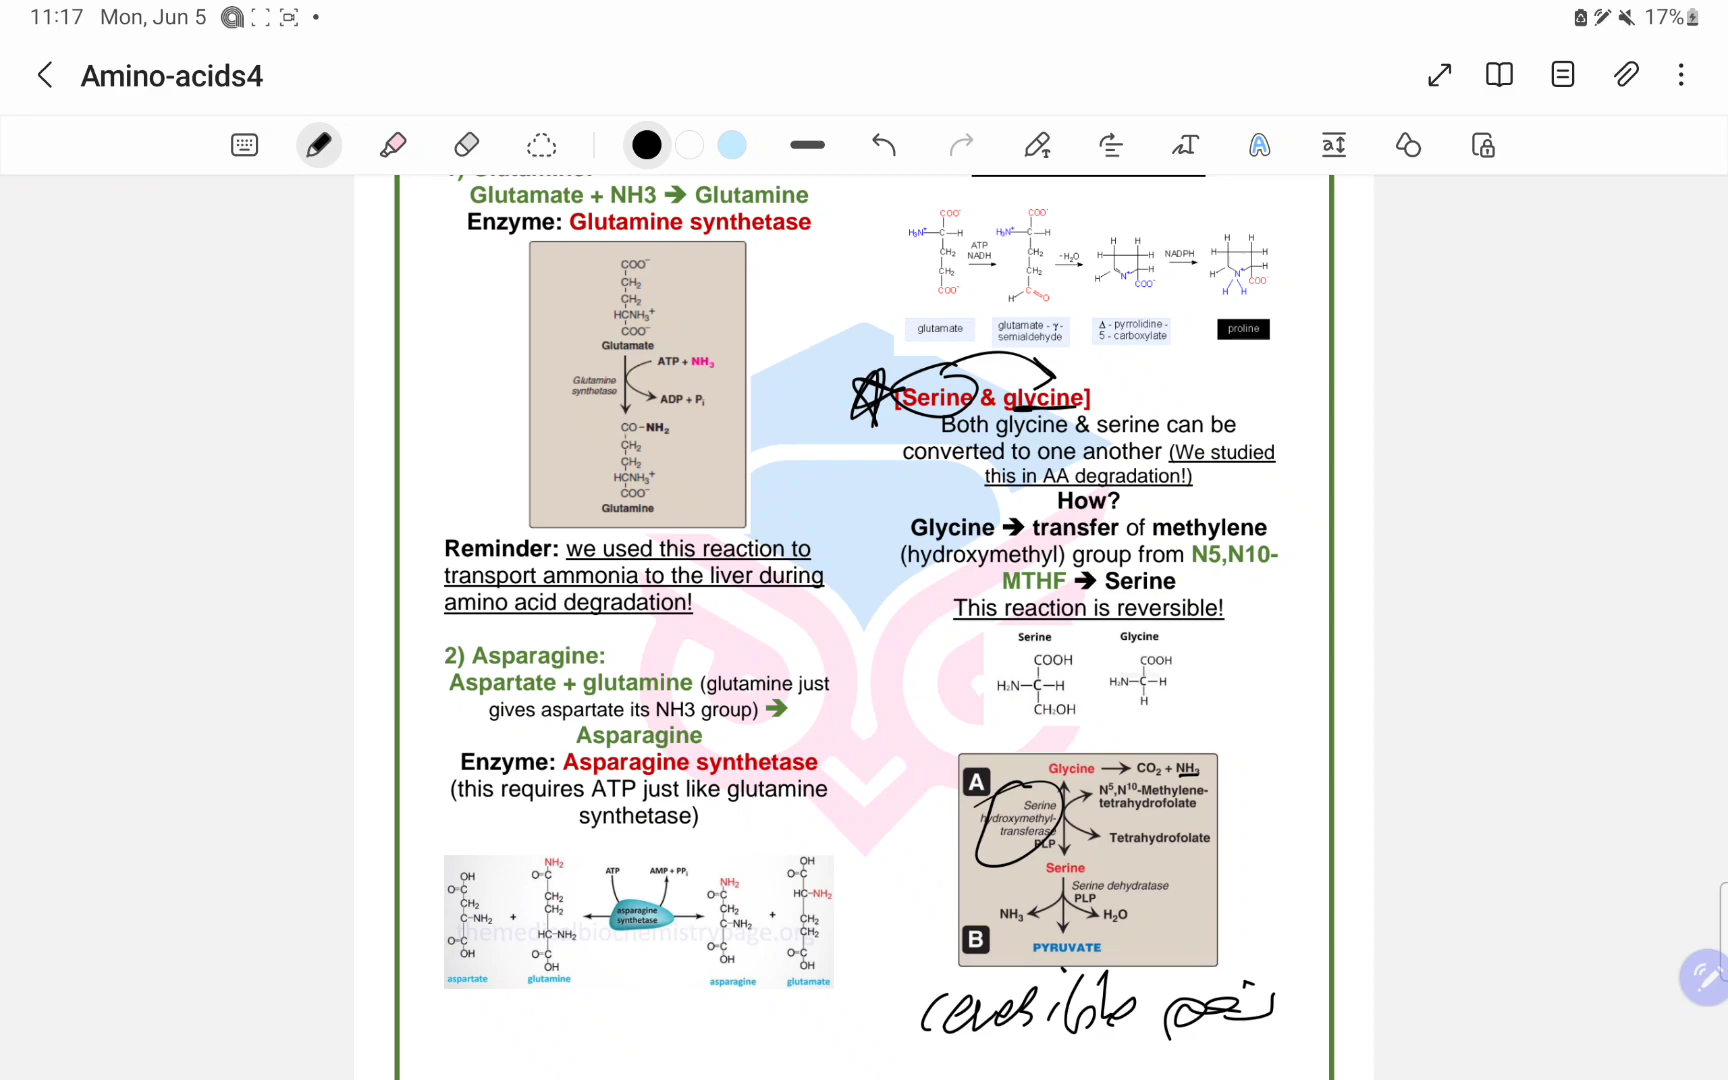 11:17 Mon, Jun 5
17%
Amino-acids4
Glutamate + NH3 ➔ Glutamine
Enzyme: Glutamine synthetase
COO⁻
CH₂
CH₂
HCNH₃⁺
COO⁻
Glutamate
ATP + NH₃
Glutamine
synthetase
ADP + Pᵢ
CO–NH₂
CH₂
CH₂
HCNH₃⁺
COO⁻
Glutamine
Reminder: we used this reaction to
transport ammonia to the liver during
amino acid degradation!
2) Asparagine:
Aspartate + glutamine (glutamine just
gives aspartate its NH3 group) ➔
Asparagine
Enzyme: Asparagine synthetase
(this requires ATP just like glutamine
synthetase)
ATP
AMP + PPᵢ
asparagine
synthetase
themedicalbiochemistrypage.org
aspartate
glutamine
asparagine
glutamate
ATP
NADH
-H₂O
NADPH
glutamate
glutamate - γ-
semialdehyde
Δ - pyrrolidine -
5 - carboxylate
proline
[Serine & glycine]
Both glycine & serine can be
converted to one another (We studied
this in AA degradation!)
How?
Glycine ➔ transfer of methylene
(hydroxymethyl) group from N5,N10-
MTHF ➔ Serine
This reaction is reversible!
Serine
Glycine
COOH
H₂N–C–H
CH₂OH
COOH
H₂N–C–H
H
A
Glycine → CO₂ + NH₃
N⁵,N¹⁰-Methylene-
tetrahydrofolate
Serine
hydroxymethyl-
transferase
PLP
Tetrahydrofolate
Serine
Serine dehydratase
PLP
NH₃
H₂O
B
PYRUVATE